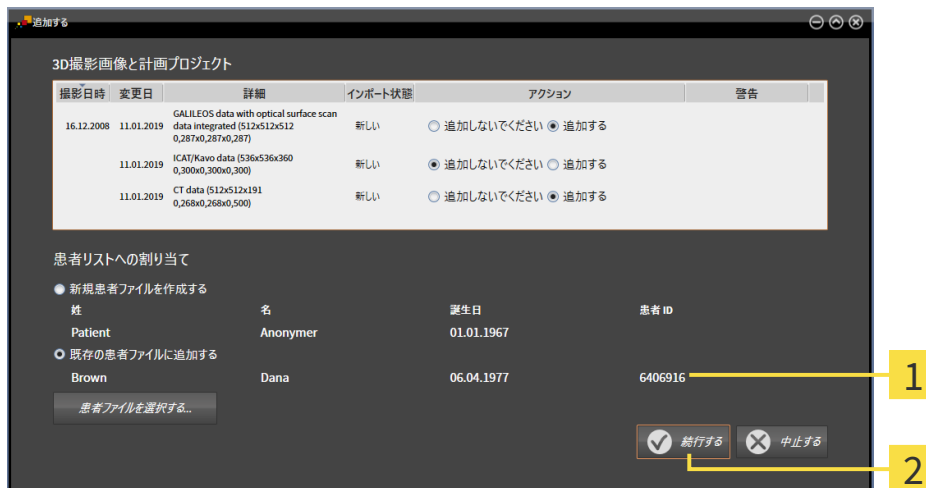 追加する
3D撮影画像と計画プロジェクト
撮影日時 変更日 詳細 インポート状態 アクション 警告
GALILEOS data with optical surface scan
16.12.2008 11.01.2019 data integrated (512x512x512 新しい 追加しないでください 追加する
0,287x0,287x0,287)
ICAT/Kavo data (536x536x360
11.01.2019 0,300x0,300x0,300) 新しい 追加しないでください 追加する
CT data (512x512x191
11.01.2019 0,268x0,268x0,500) 新しい 追加しないでください 追加する
患者リストへの割り当て
新規患者ファイルを作成する
姓 名 誕生日 患者 ID
Patient Anonymer 01.01.1967
既存の患者ファイルに追加する
Brown Dana 06.04.1977 6406916 1
患者ファイルを選択する...
続行する 中止する
2